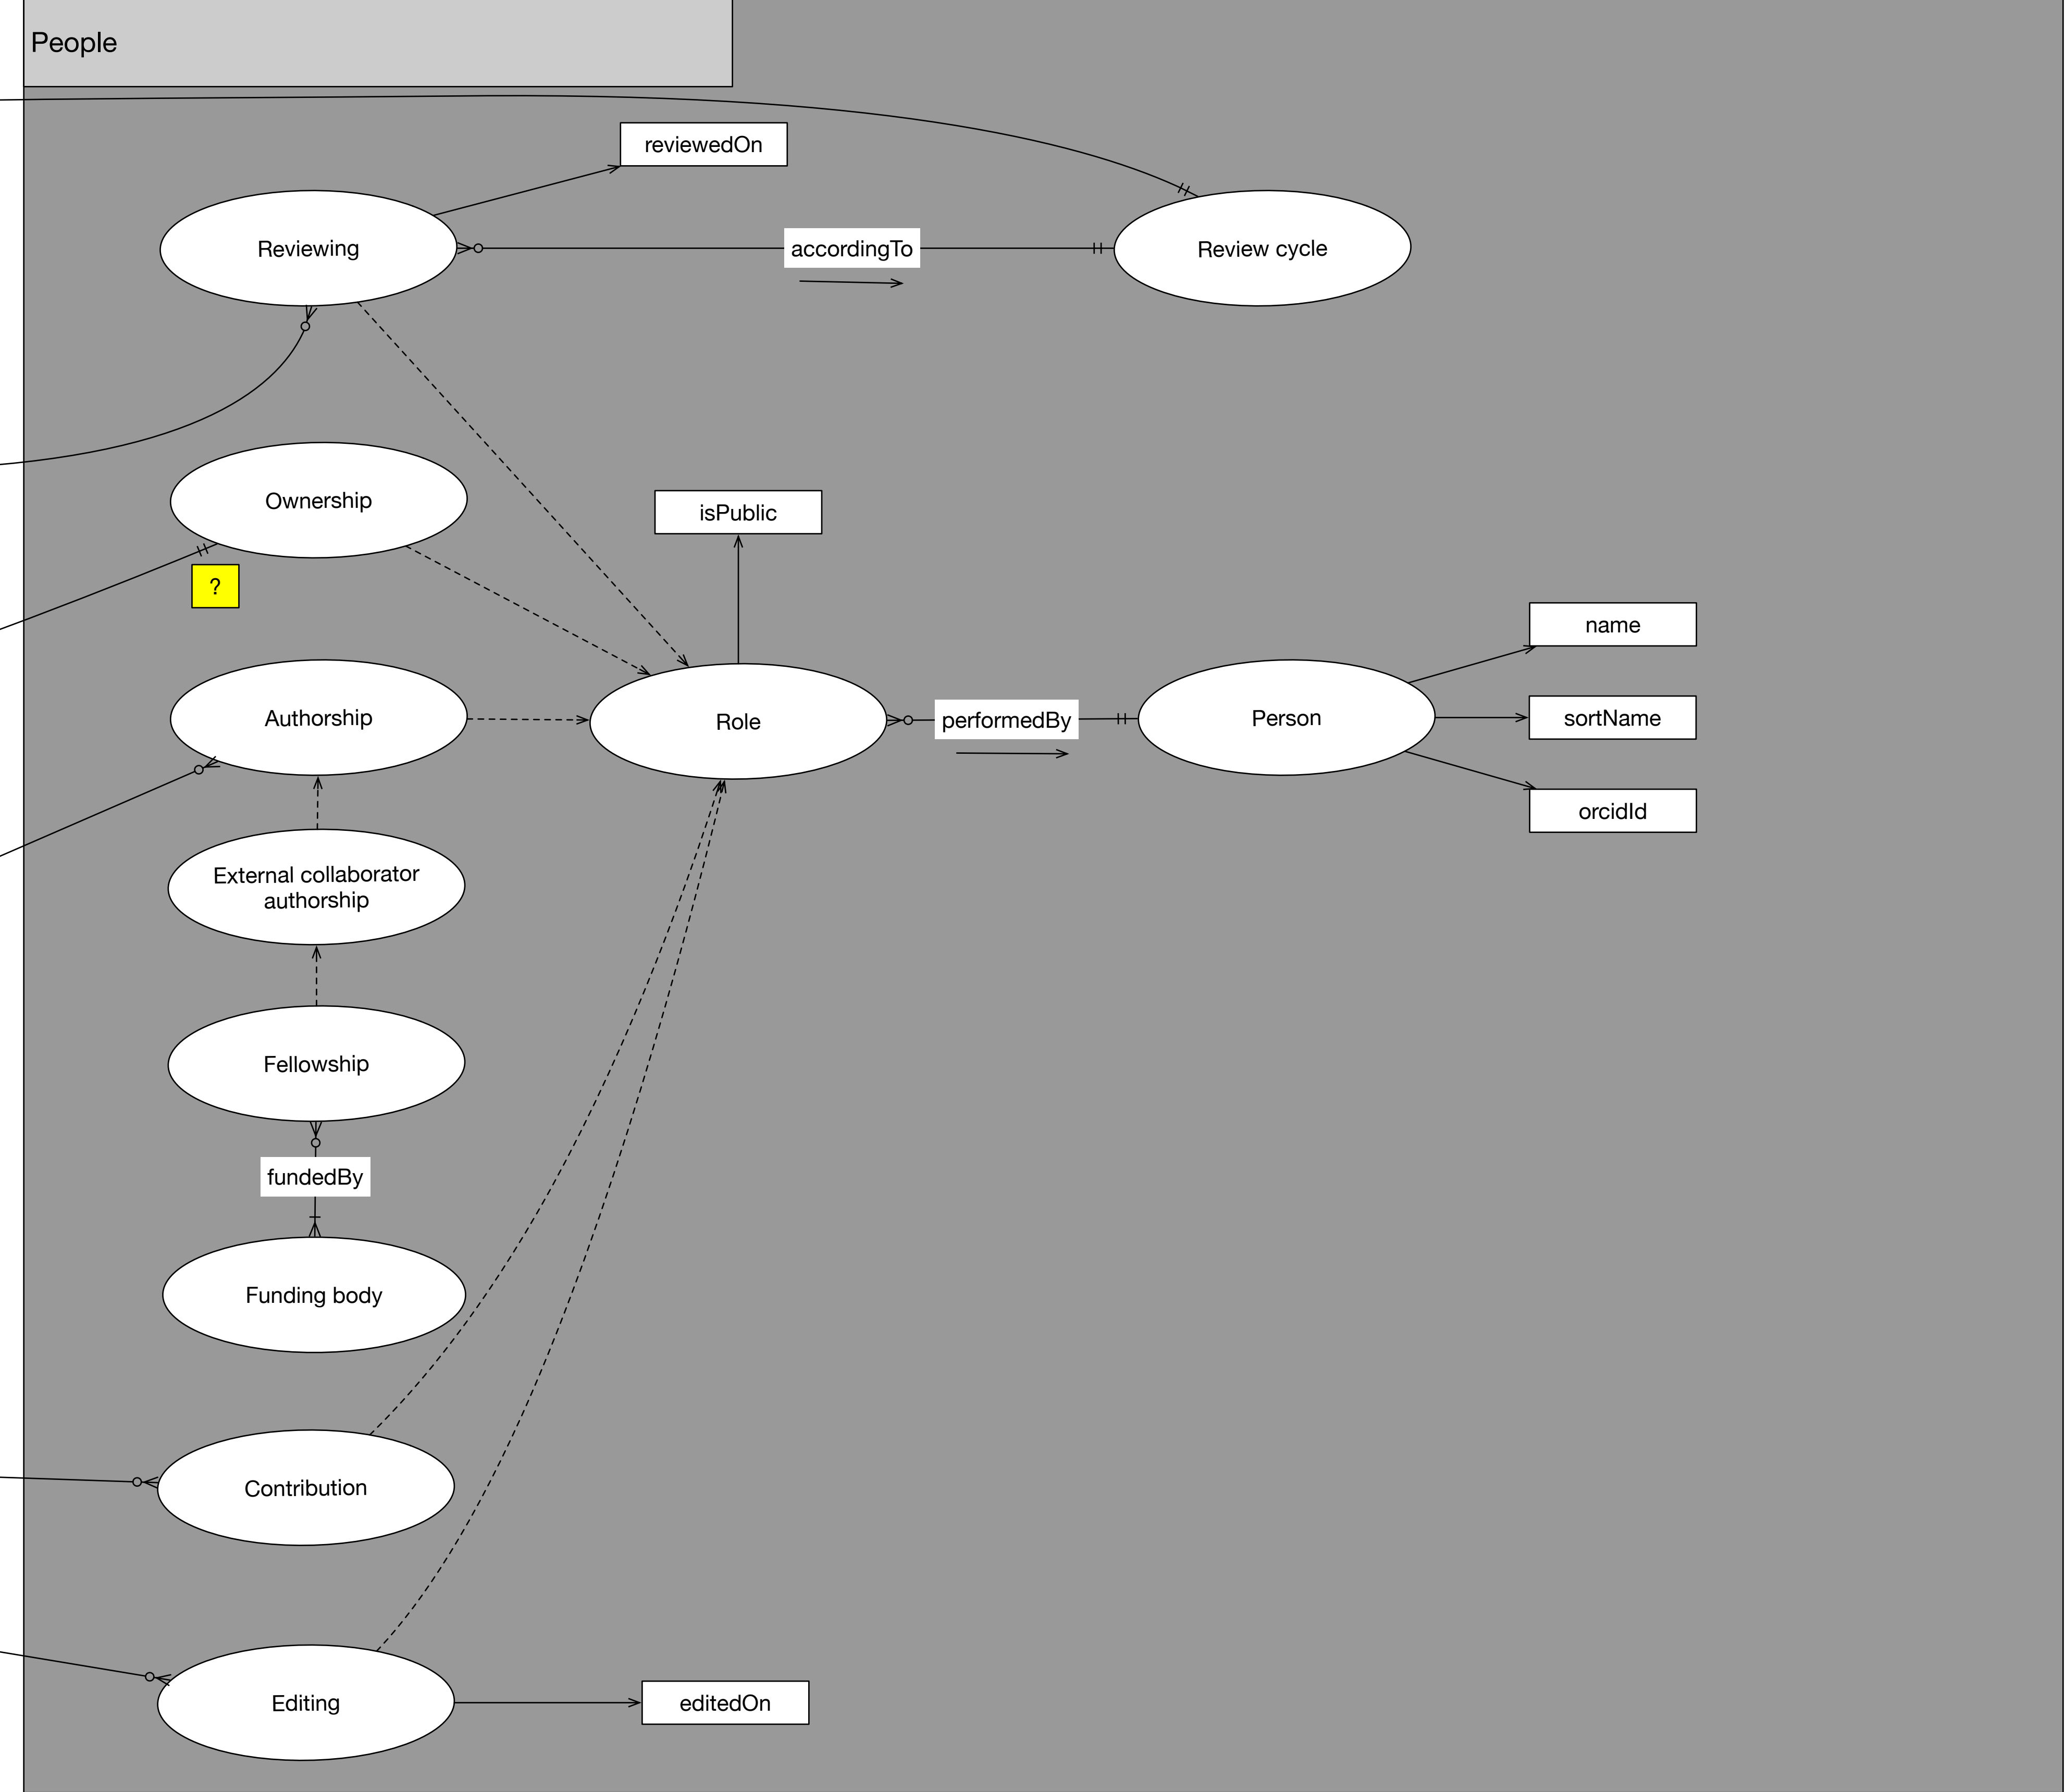 People
reviewedOn
Reviewing
accordingTo
Review cycle
Ownership
isPublic
?
name
Authorship
Role
performedBy
Person
sortName
orcidId
External collaborator
authorship
Fellowship
fundedBy
Funding body
Contribution
Editing
editedOn